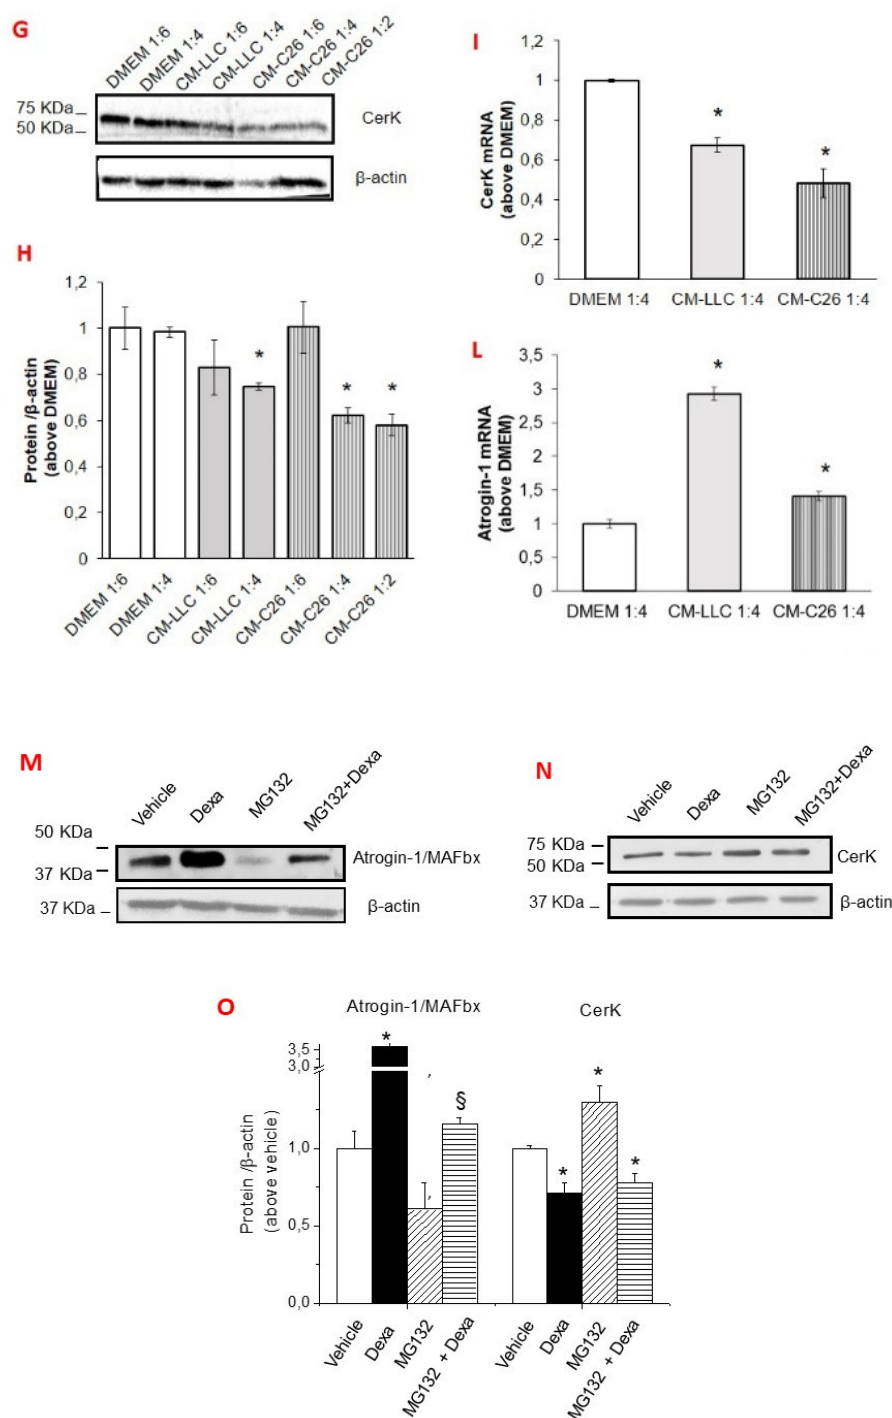 G
DMEM 1:6
DMEM 1:4
CM-LLC 1:6
CM-LLC 1:4
CM-C26 1:6
CM-C26 1:4
CM-C26 1:2
75 KDa
50 KDa
CerK
β-actin
H
Protein /β-actin
(above DMEM)
1,2
1
0,8
0,6
0,4
0,2
0
*
*
*
DMEM 1:6
DMEM 1:4
CM-LLC 1:6
CM-LLC 1:4
CM-C26 1:6
CM-C26 1:4
CM-C26 1:2
I
CerK mRNA
(above DMEM)
1,2
1
0,8
0,6
0,4
0,2
0
*
*
DMEM 1:4 CM-LLC 1:4 CM-C26 1:4
L
Atrogin-1 mRNA
(above DMEM)
3,5
3
2,5
2
1,5
1
0,5
0
*
*
DMEM 1:4 CM-LLC 1:4 CM-C26 1:4
M
Vehicle
Dexa
MG132
MG132+Dexa
50 KDa
37 KDa
Atrogin-1/MAFbx
37 KDa
β-actin
N
Vehicle
Dexa
MG132
MG132+Dexa
75 KDa
50 KDa
CerK
37 KDa
β-actin
O
Atrogin-1/MAFbx CerK
Protein /β-actin
(above vehicle)
3,5
3,0
1,0
0,5
0,0
*
§
*
*
*
Vehicle
Dexa
MG132
MG132 + Dexa
Vehicle
Dexa
MG132
MG132 + Dexa